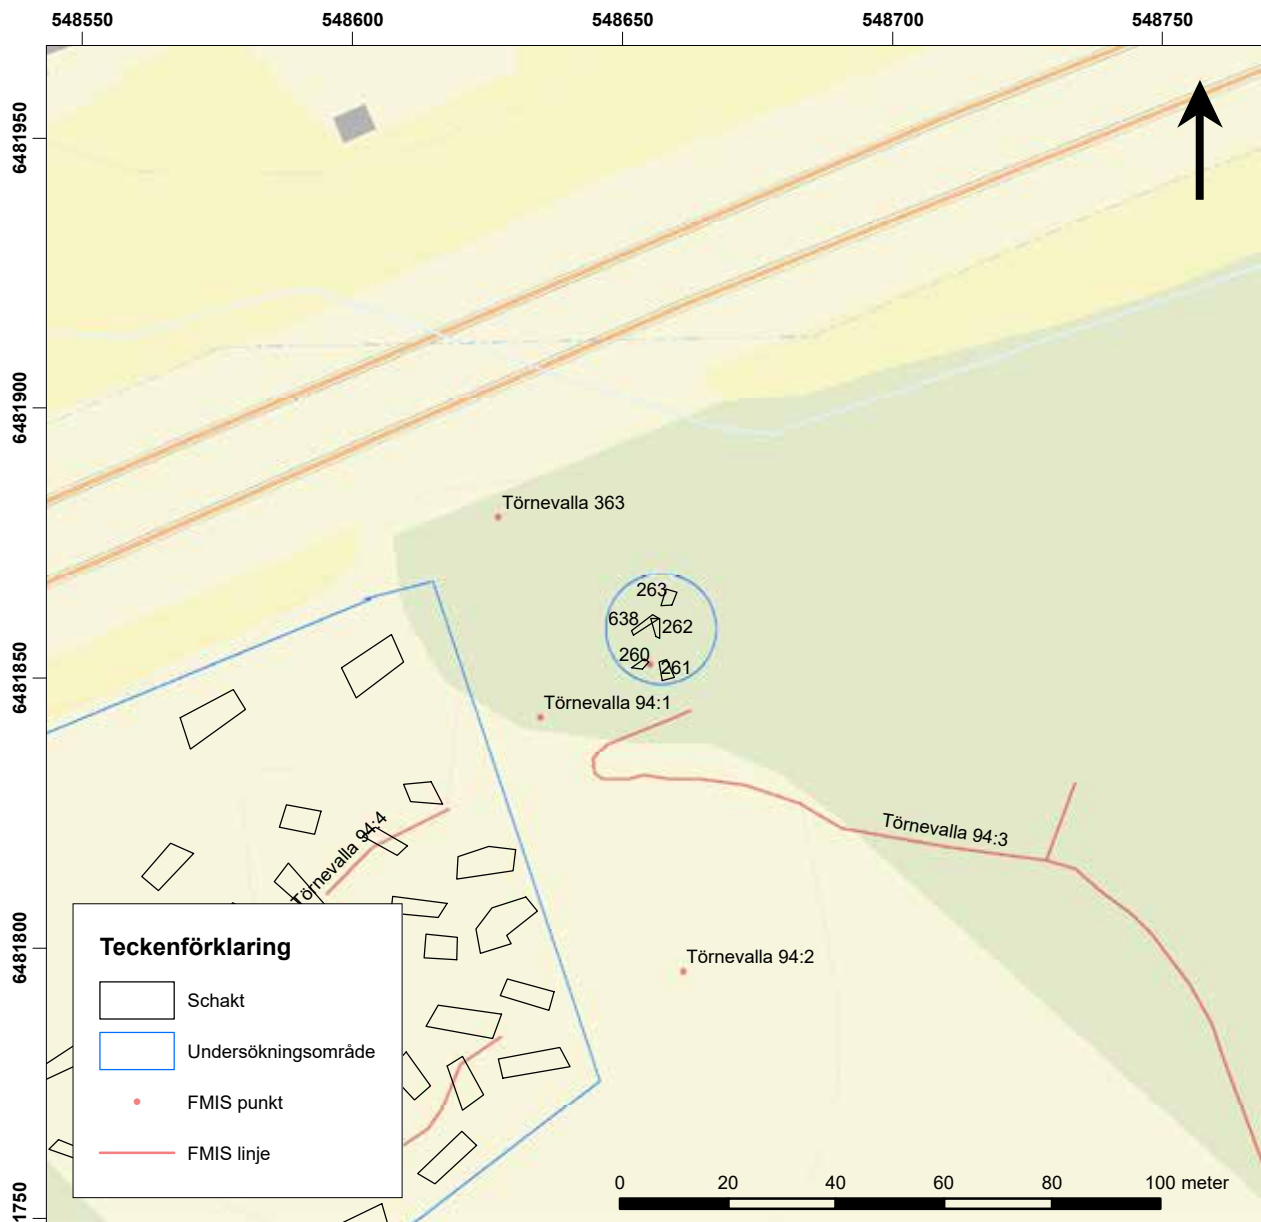 548550 548600 548650 548700 548750
6481950
6481900
6481850
6481800
1750
Törnevalla 363
263
638
262
260
261
Törnevalla 94:1
Törnevalla 94:3
Törnevalla 94:4
Törnevalla 94:2
Teckenförklaring
Schakt
Undersökningsområde
FMIS punkt
FMIS linje
0 20 40 60 80 100 meter